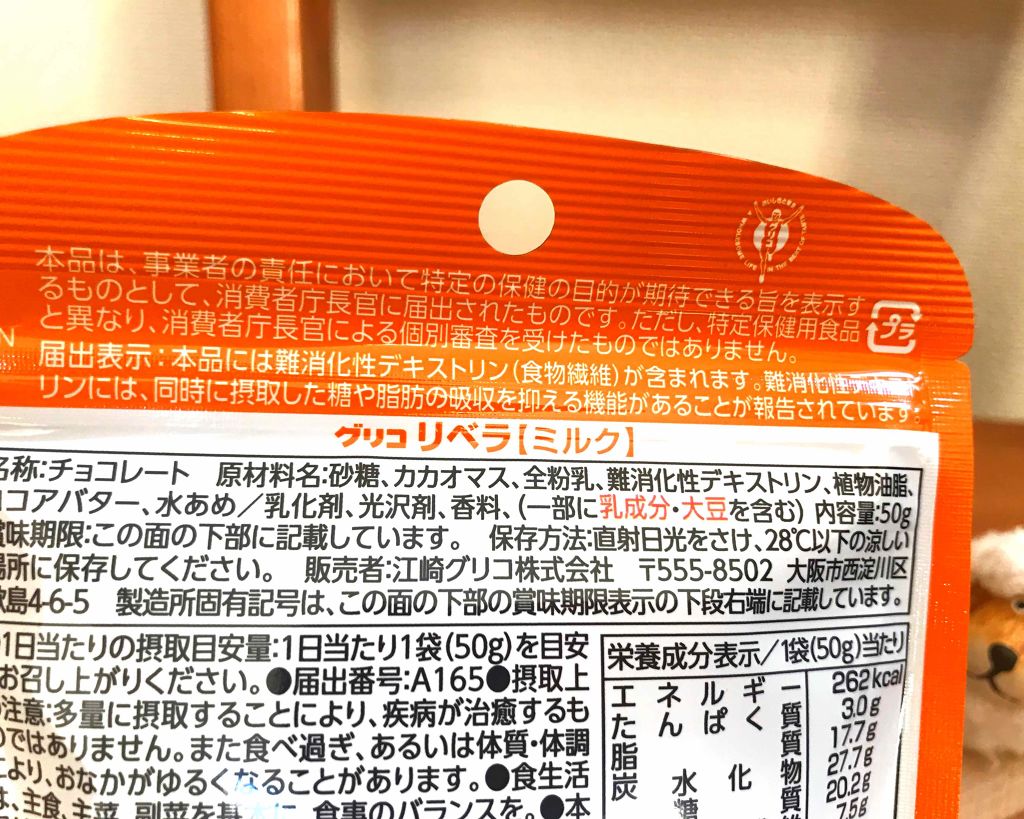 本品は、事業者の責任において特定の保健の目的が期待できる旨を表示す
るものとして、消費者庁長官に届出されたものです。ただし、特定保健用食品
と異なり、消費者庁長官による個別審査を受けたものではありません。
プラ
グリコ
N
届出表示：本品には難消化性デキストリン（食物繊維）が含まれます。難消化性デキスト
リンには、同時に摂取した糖や脂肪の吸収を抑える機能があることが報告されています。
グリコ リベラ【ミルク】
名称：チョコレート 原材料名：砂糖、カカオマス、全粉乳、難消化性デキストリン、植物油脂、
コアバター、水あめ／乳化剤、光沢剤、香料、（一部に乳成分・大豆を含む） 内容量：50g
味期限：この面の下部に記載しています。 保存方法：直射日光をさけ、28℃以下の涼しい
所に保存してください。 販売者：江崎グリコ株式会社 〒555-8502 大阪市西淀川区
島4-6-5 製造所固有記号は、この面の下部の賞味期限表示の下段右端に記載しています。
1日当たりの摂取目安量：1日当たり1袋（50g）を目安
お召し上がりください。●届出番号：A165●摂取上
注意：多量に摂取することにより、疾病が治癒するも
ではありません。また食べ過ぎ、あるいは体質・体調
より、おなかがゆるくなることがあります。●食生活
は、主食、主菜、副菜を基本に、食事のバランスを。●本
栄養成分表示／1袋（50g）当たり
エネルギー 262kcal
たんぱく質 3.0g
脂 質 17.7g
炭水化物 27.7g
糖 質 20.2g
7.5g